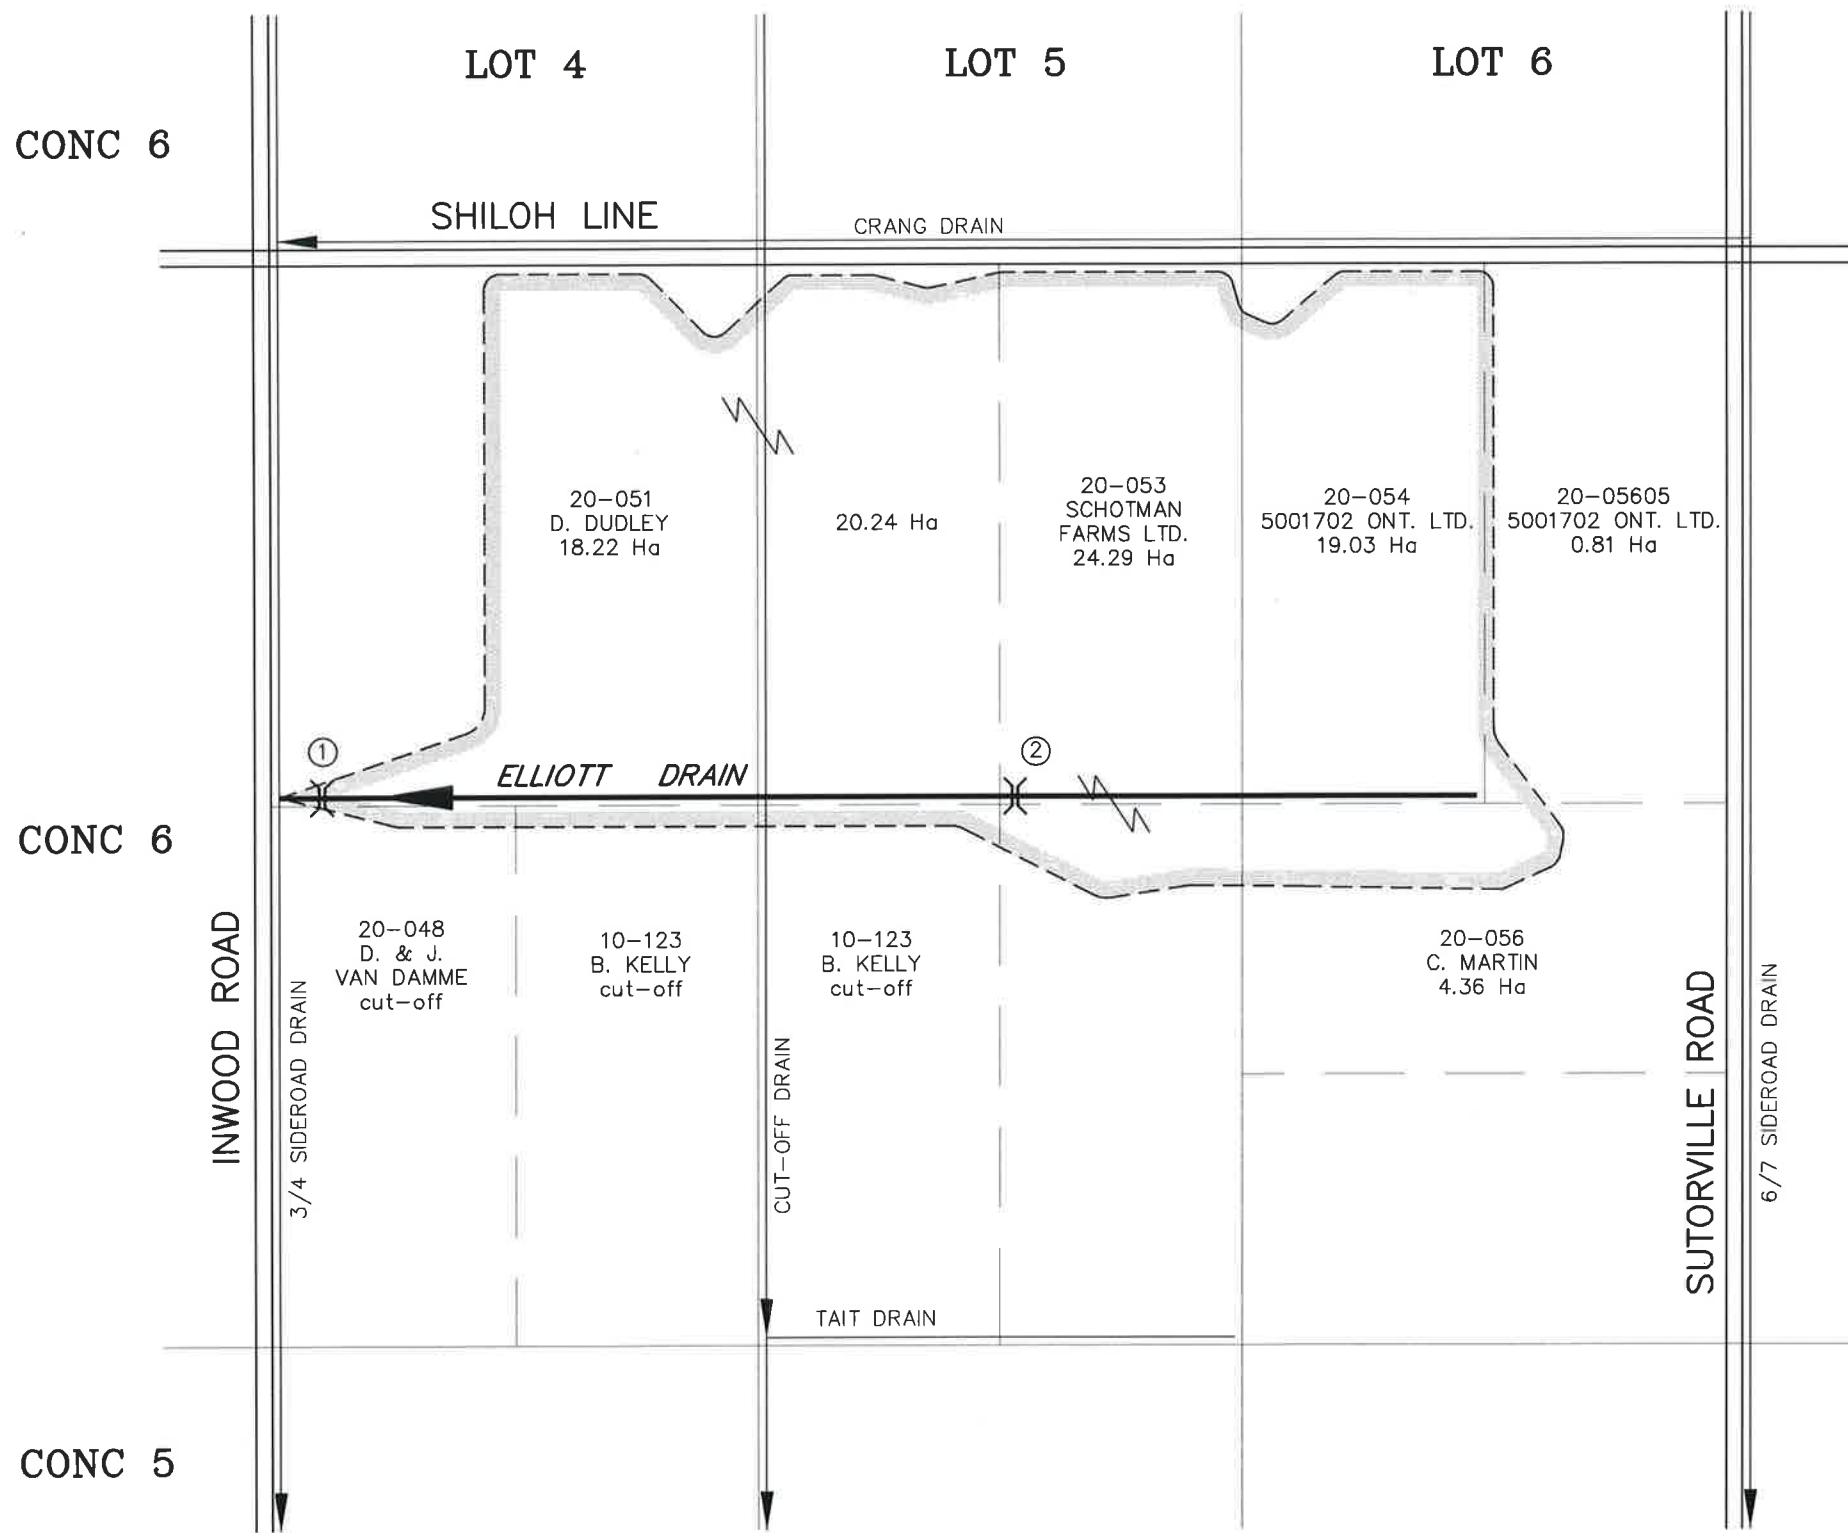 LOT 4
LOT 5
LOT 6
CONC 6
SHILOH LINE
CRANG DRAIN
20-051
D. DUDLEY
18.22 Ha
20.24 Ha
20-053
SCHOTMAN
FARMS LTD.
24.29 Ha
20-054
5001702 ONT. LTD.
19.03 Ha
20-05605
5001702 ONT. LTD.
0.81 Ha
1
2
ELLIOTT DRAIN
CONC 6
20-048
D. & J.
VAN DAMME
cut-off
10-123
B. KELLY
cut-off
10-123
B. KELLY
cut-off
20-056
C. MARTIN
4.36 Ha
INWOOD ROAD
3/4 SIDEROAD DRAIN
CUT-OFF DRAIN
SUTORVILLE ROAD
6/7 SIDEROAD DRAIN
TAIT DRAIN
CONC 5